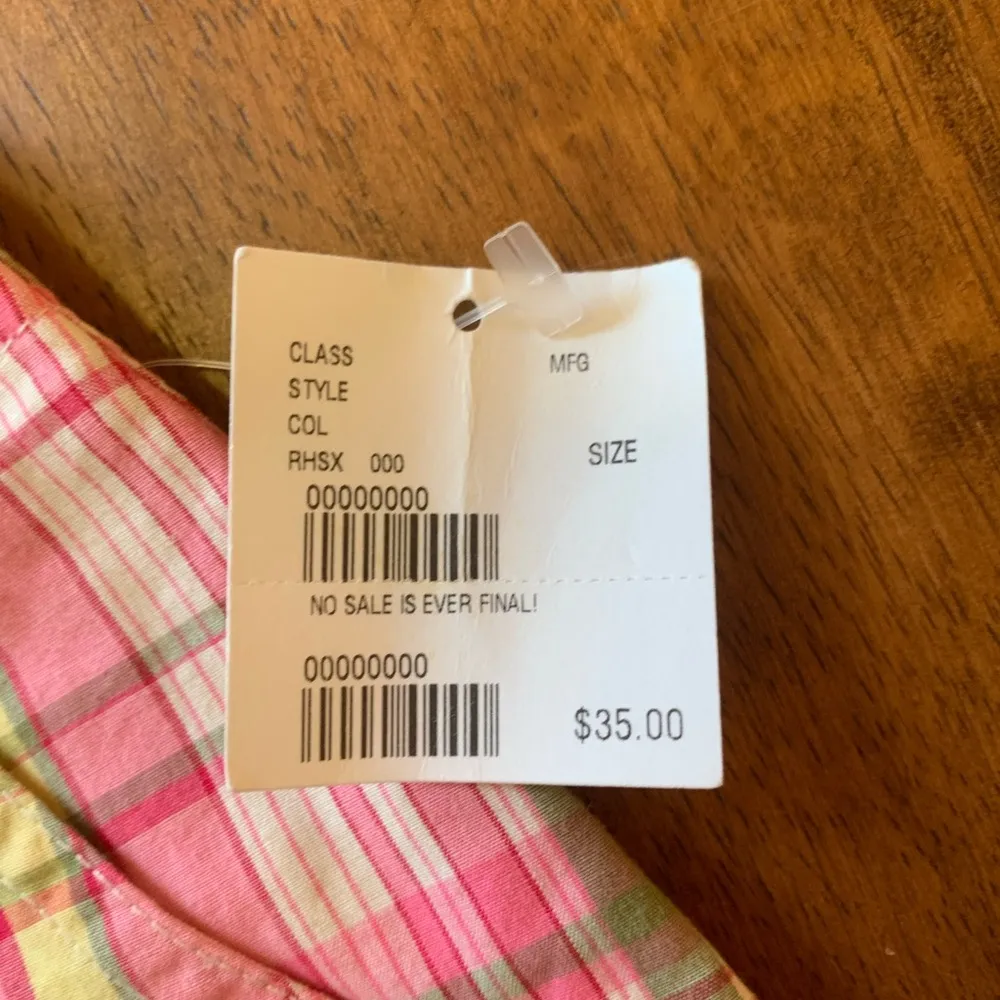 CLASS
MFG
STYLE
COL
RHSX 000
SIZE
00000000
NO SALE IS EVER FINAL!
00000000
$35.00